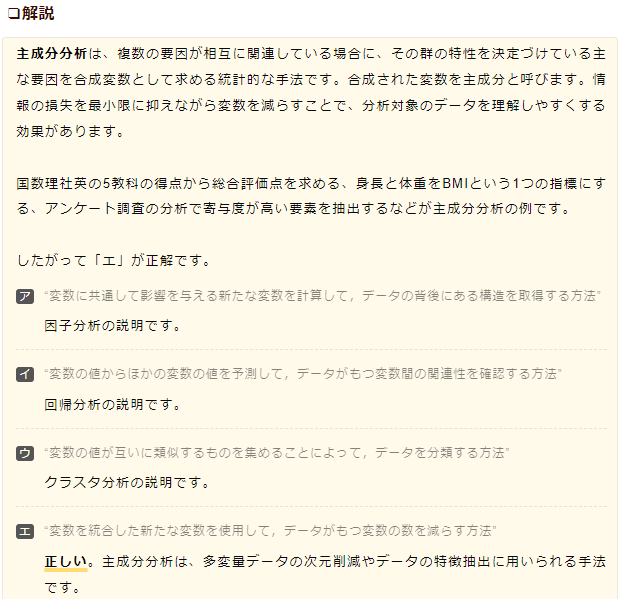 ❏解説
主成分分析は、複数の要因が相互に関連している場合に、その群の特性を決定づけている主
な要因を合成変数として求める統計的な手法です。合成された変数を主成分と呼びます。情
報の損失を最小限に抑えながら変数を減らすことで、分析対象のデータを理解しやすくする
効果があります。
国数理社英の5教科の得点から総合評価点を求める、身長と体重をBMIという1つの指標にす
る、アンケート調査の分析で寄与度が高い要素を抽出するなどが主成分分析の例です。
したがって「エ」が正解です。
ア “変数に共通して影響を与える新たな変数を計算して，データの背後にある構造を取得する方法”
因子分析の説明です。
イ “変数の値からほかの変数の値を予測して，データがもつ変数間の関連性を確認する方法”
回帰分析の説明です。
ウ “変数の値が互いに類似するものを集めることによって，データを分類する方法”
クラスタ分析の説明です。
エ “変数を統合した新たな変数を使用して，データがもつ変数の数を減らす方法”
正しい。主成分分析は、多変量データの次元削減やデータの特徴抽出に用いられる手法
です。